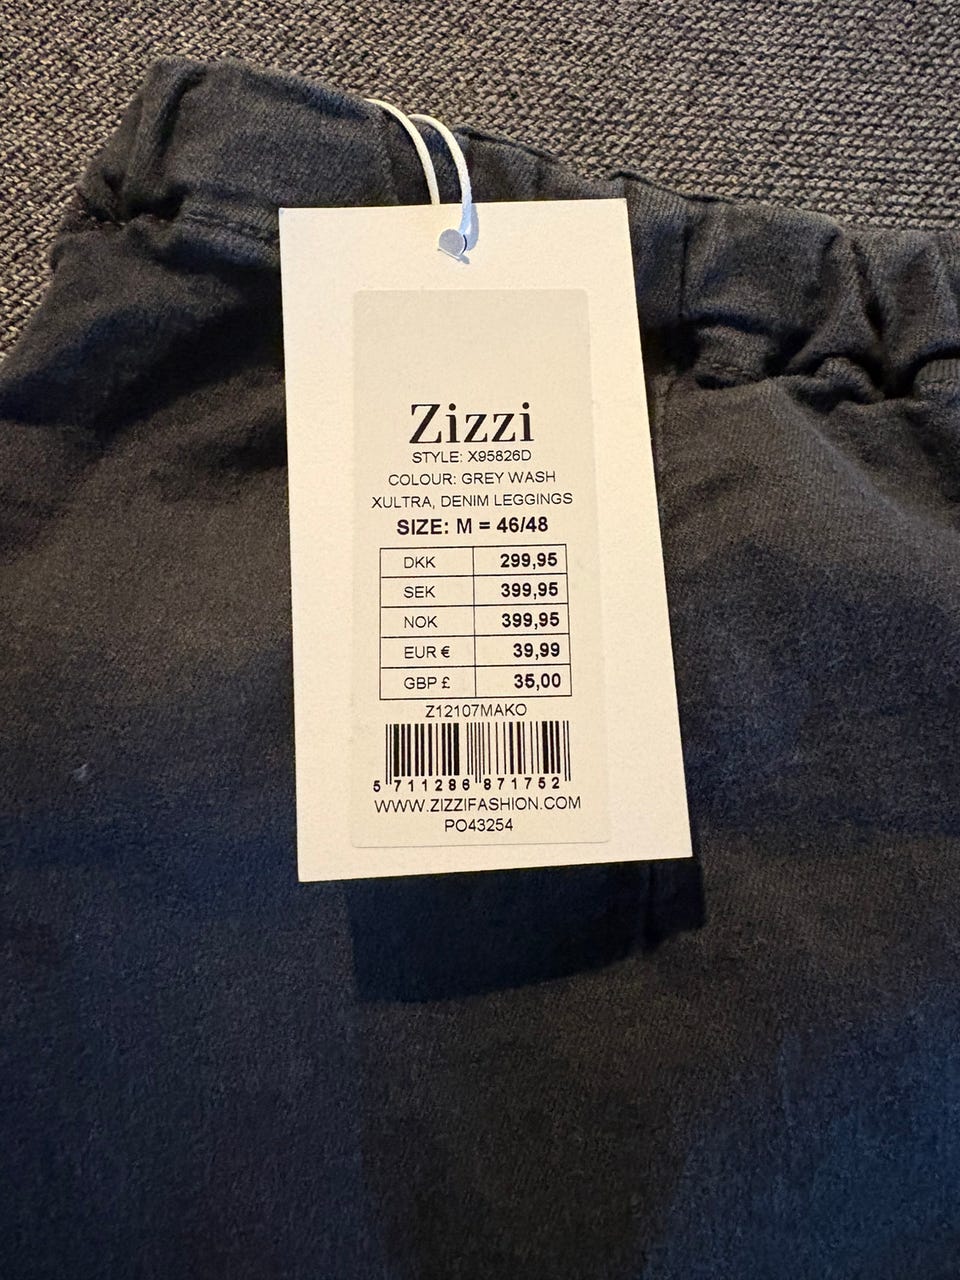 Zizzi
STYLE: X95826D
COLOUR: GREY WASH
XULTRA, DENIM LEGGINGS
SIZE: M = 46/48
DKK 299,95
SEK 399,95
NOK 399,95
EUR € 39,99
GBP £ 35,00
Z12107MAKO
5 711286 871752
WWW.ZIZZIFASHION.COM
PO43254